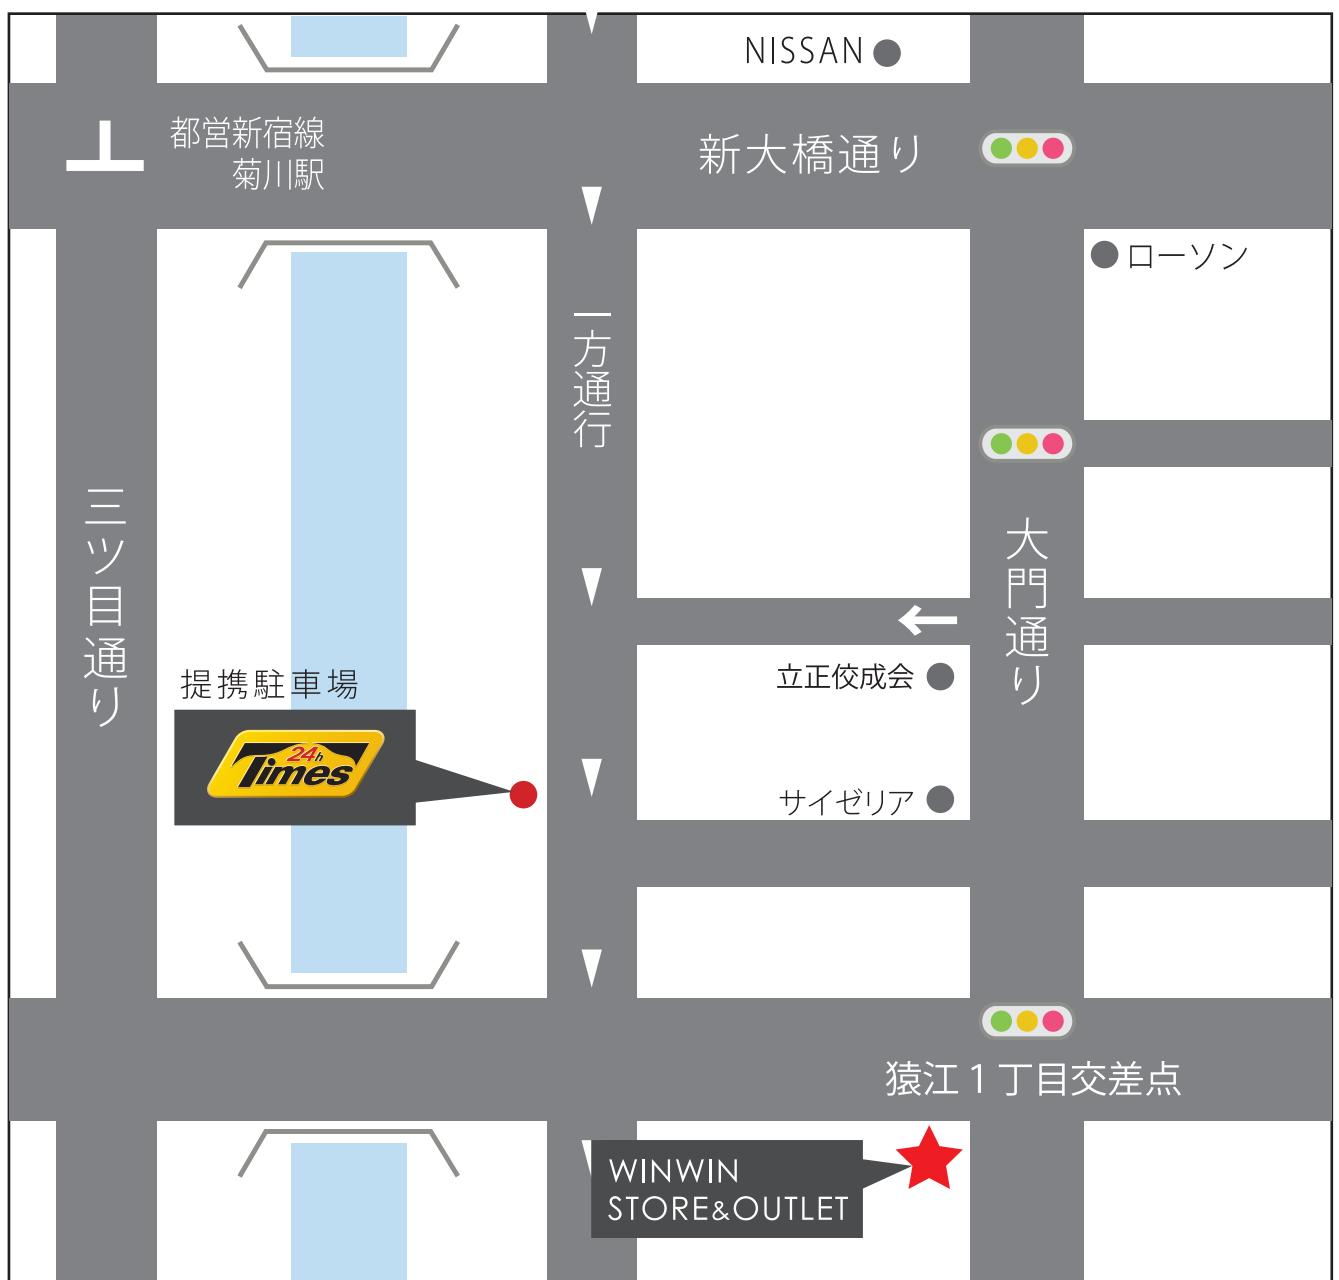 NISSAN
都営新宿線
菊川駅
新大橋通り
ローソン
一方通行
三ツ目通り
大門通り
立正佼成会
提携駐車場
24h
Times
サイゼリア
猿江1丁目交差点
WINWIN
STORE&OUTLET